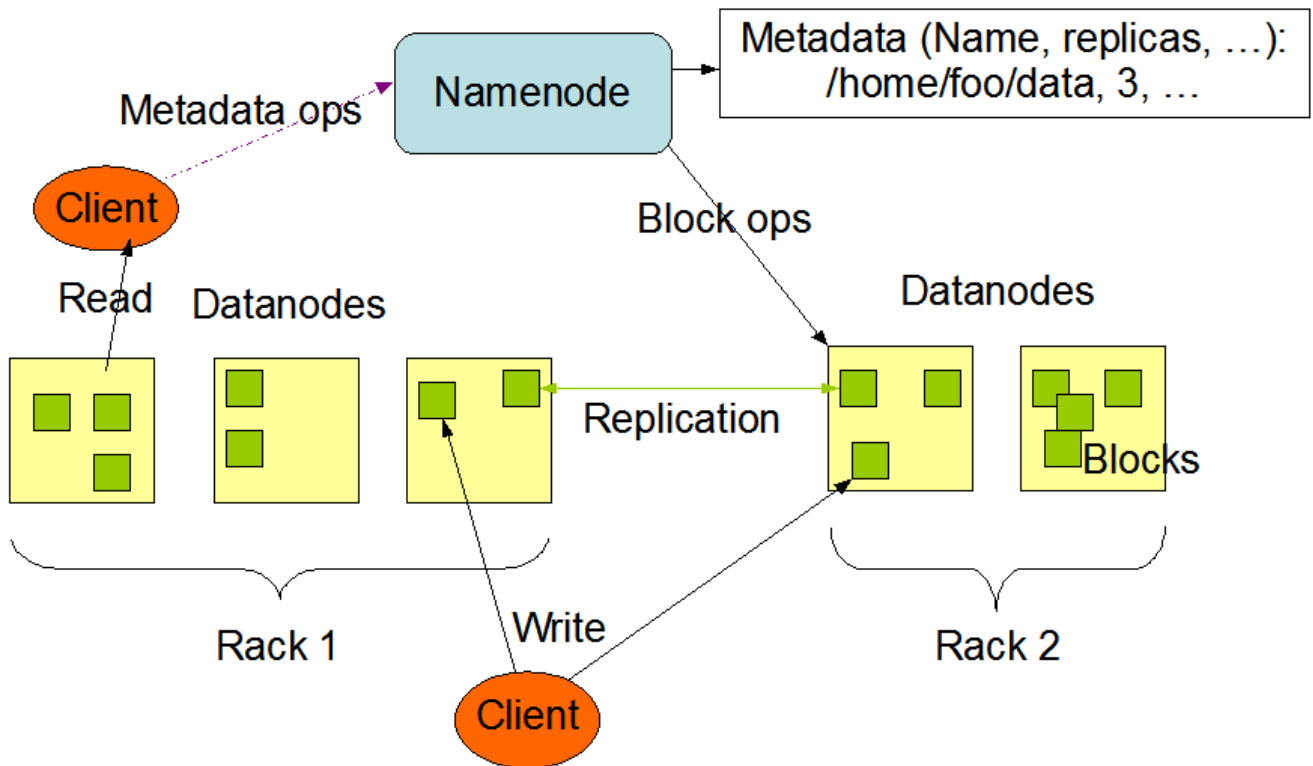 Metadata (Name, replicas, …):
/home/foo/data, 3, …
Namenode
Metadata ops
Client
Block ops
Read
Datanodes
Datanodes
Replication
Blocks
Rack 1
Write
Rack 2
Client